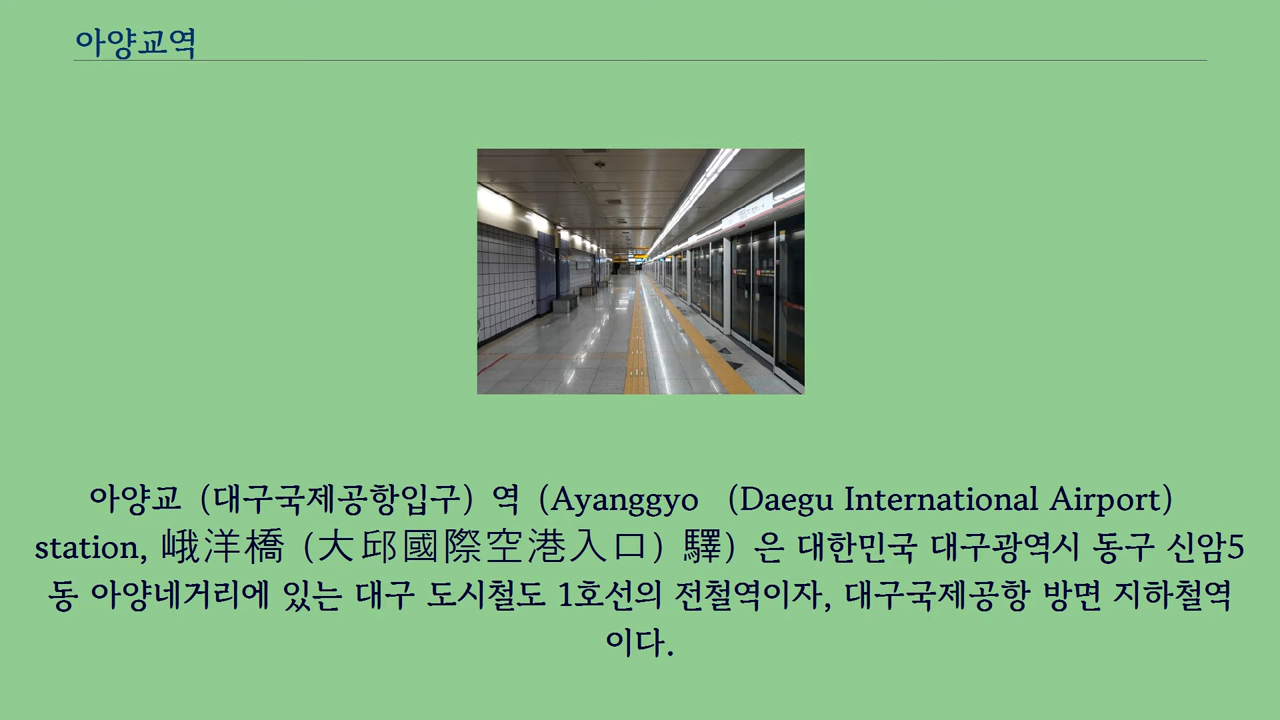 아양교역
아양교 (대구국제공항입구) 역 (Ayanggyo (Daegu International Airport)
station, 峨洋橋 (大邱國際空港入口) 驛) 은 대한민국 대구광역시 동구 신암5
동 아양네거리에 있는 대구 도시철도 1호선의 전철역이자, 대구국제공항 방면 지하철역
이다.